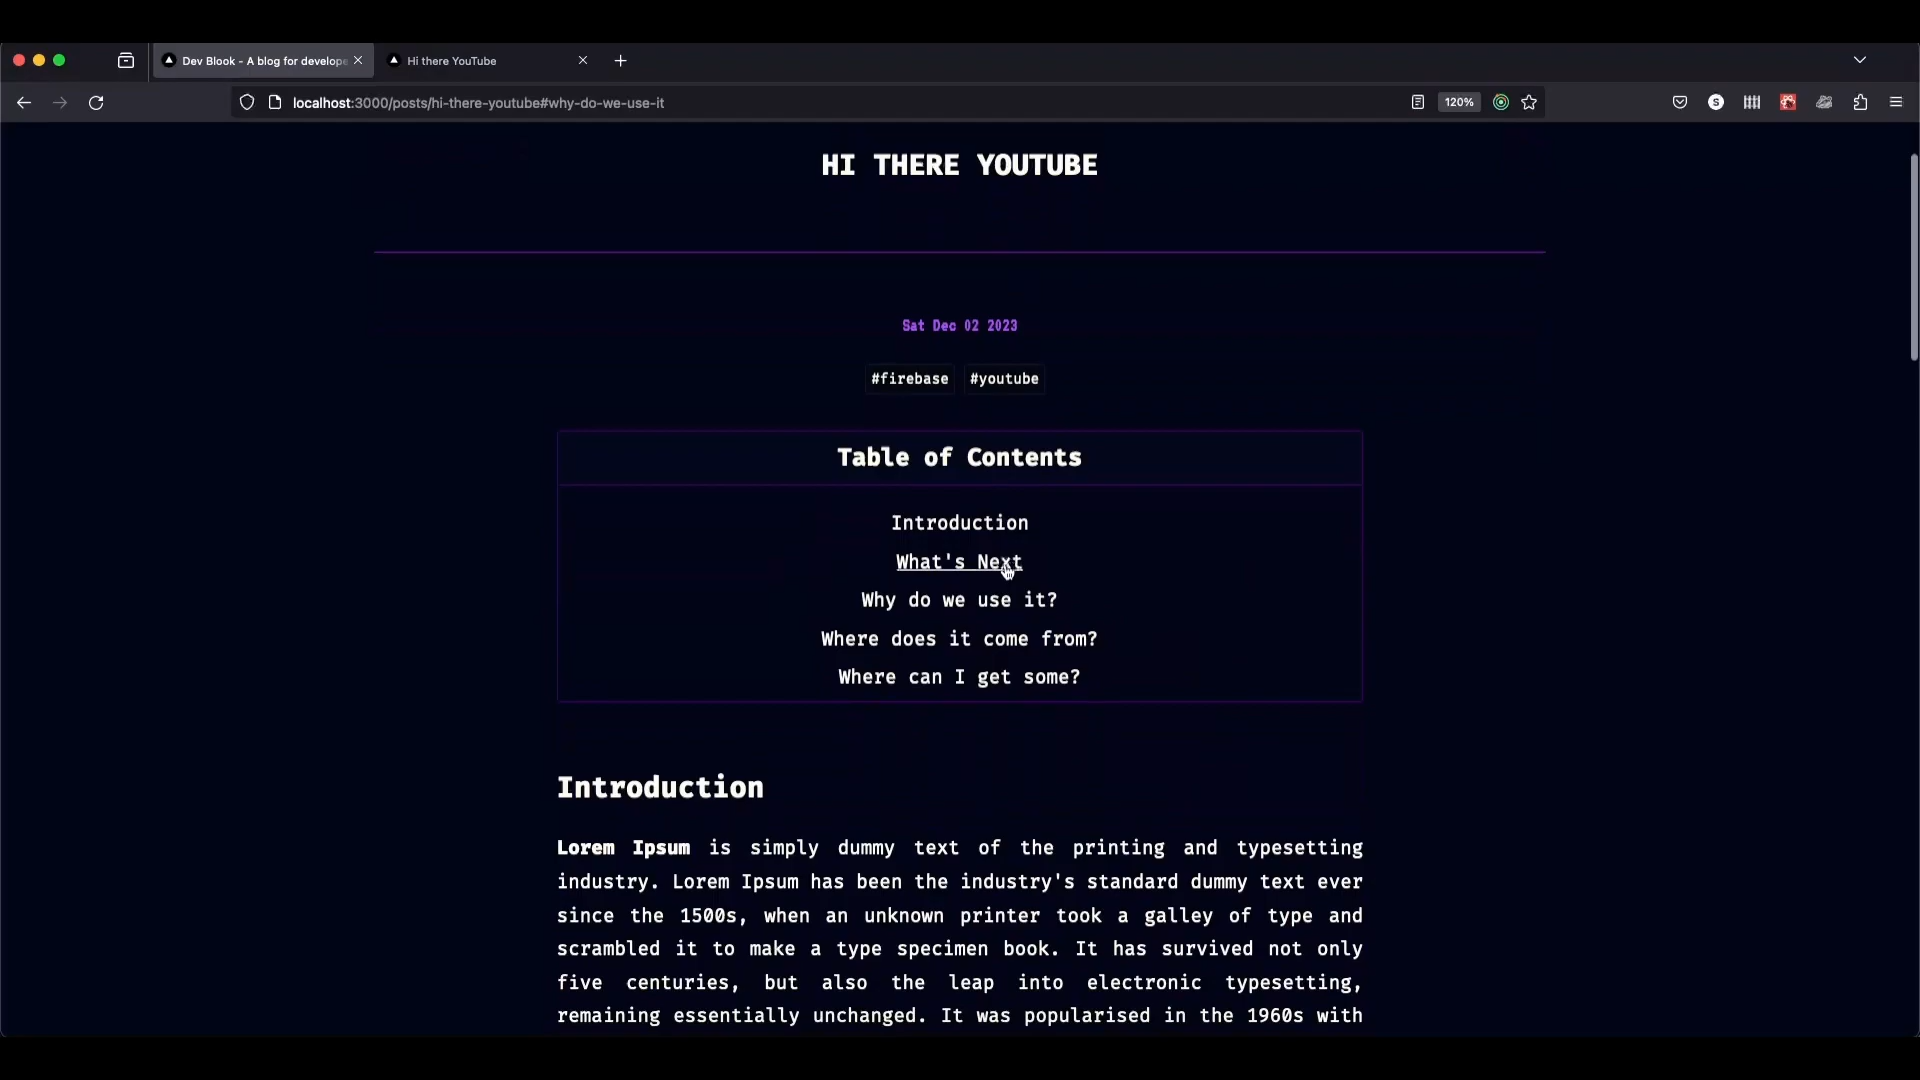 Dev Blook - A blog for develope
Hi there YouTube
localhost:3000/posts/hi-there-youtube#why-do-we-use-it
120%
S
HI THERE YOUTUBE
Sat Dec 02 2023
#firebase #youtube
Table of Contents
Introduction
What's Next
Why do we use it?
Where does it come from?
Where can I get some?
Introduction
Lorem Ipsum is simply dummy text of the printing and typesetting
industry. Lorem Ipsum has been the industry's standard dummy text ever
since the 1500s, when an unknown printer took a galley of type and
scrambled it to make a type specimen book. It has survived not only
five centuries, but also the leap into electronic typesetting,
remaining essentially unchanged. It was popularised in the 1960s with